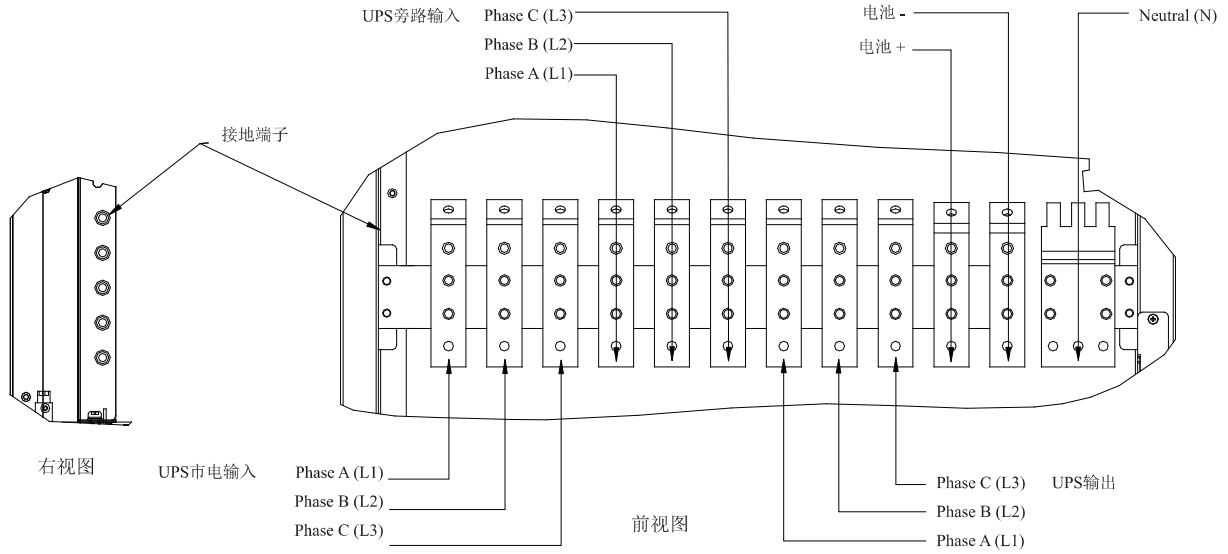 UPS旁路输入 Phase C (L3)
Phase B (L2)
Phase A (L1)
电池 -
电池 +
Neutral (N)
接地端子
右视图
UPS市电输入 Phase A (L1)
Phase B (L2)
Phase C (L3)
前视图
Phase C (L3) UPS输出
Phase B (L2)
Phase A (L1)